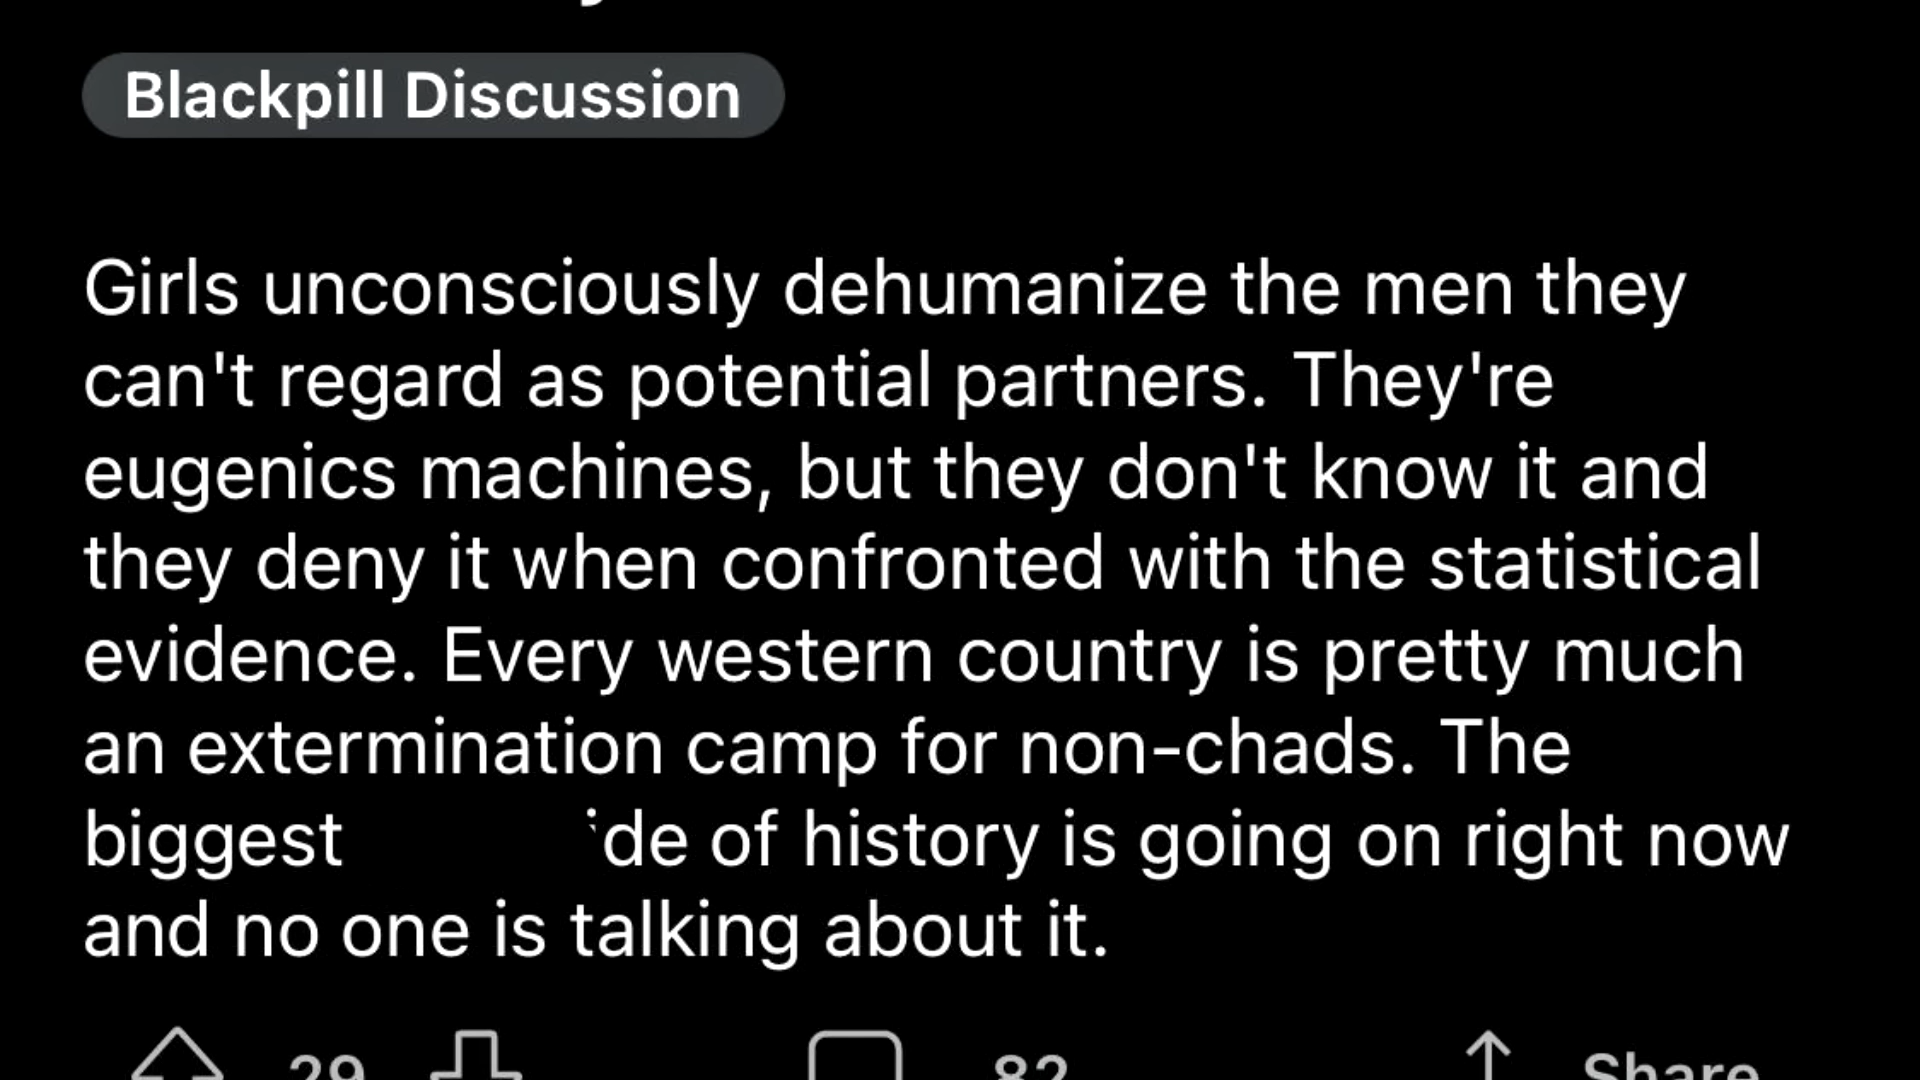 Blackpill Discussion
Girls unconsciously dehumanize the men they
can't regard as potential partners. They're
eugenics machines, but they don't know it and
they deny it when confronted with the statistical
evidence. Every western country is pretty much
an extermination camp for non-chads. The
biggest de of history is going on right now
and no one is talking about it.
29 82 Share